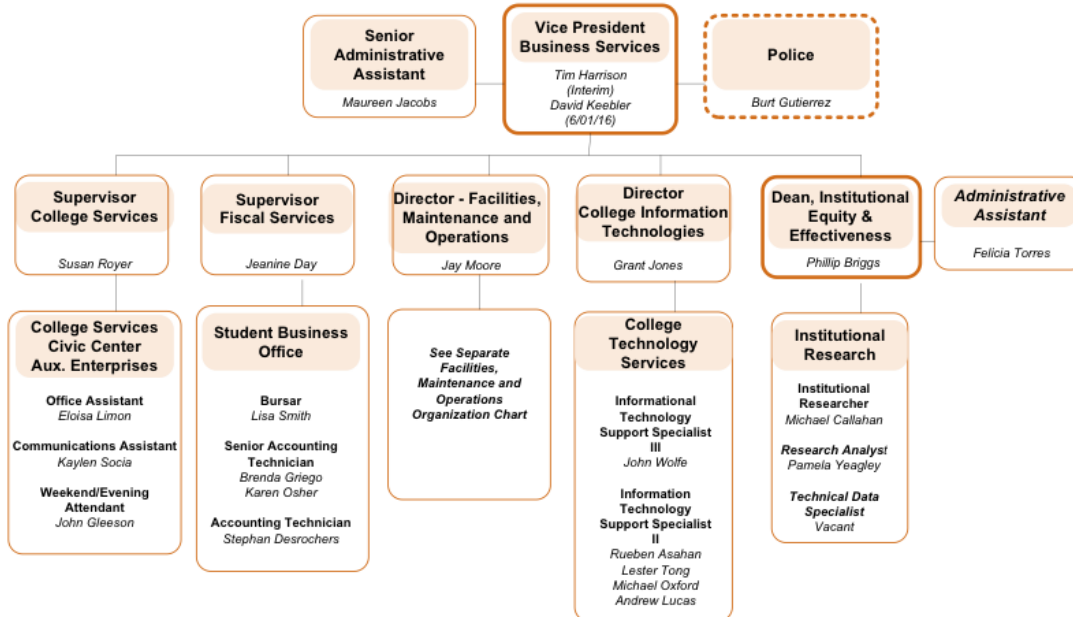 Senior
Administrative
Assistant
Maureen Jacobs
Vice President
Business Services
Tim Harrison
(Interim)
David Keebler
(6/01/16)
Police
Burt Gutierrez
Supervisor
College Services
Susan Royer
Supervisor
Fiscal Services
Jeanine Day
Director - Facilities,
Maintenance and
Operations
Jay Moore
Director
College Information
Technologies
Grant Jones
Dean, Institutional
Equity &
Effectiveness
Phillip Briggs
Administrative
Assistant
Felicia Torres
College Services
Civic Center
Aux. Enterprises
Office Assistant
Eloisa Limon
Communications Assistant
Kaylen Socia
Weekend/Evening
Attendant
John Gleeson
Student Business
Office
Bursar
Lisa Smith
Senior Accounting
Technician
Brenda Griego
Karen Osher
Accounting Technician
Stephan Desrochers
See Separate
Facilities,
Maintenance and
Operations
Organization Chart
College
Technology
Services
Informational
Technology
Support Specialist
III
John Wolfe
Information
Technology
Support Specialist
II
Rueben Asahan
Lester Tong
Michael Oxford
Andrew Lucas
Institutional
Research
Institutional
Researcher
Michael Callahan
Research Analyst
Pamela Yeagley
Technical Data
Specialist
Vacant